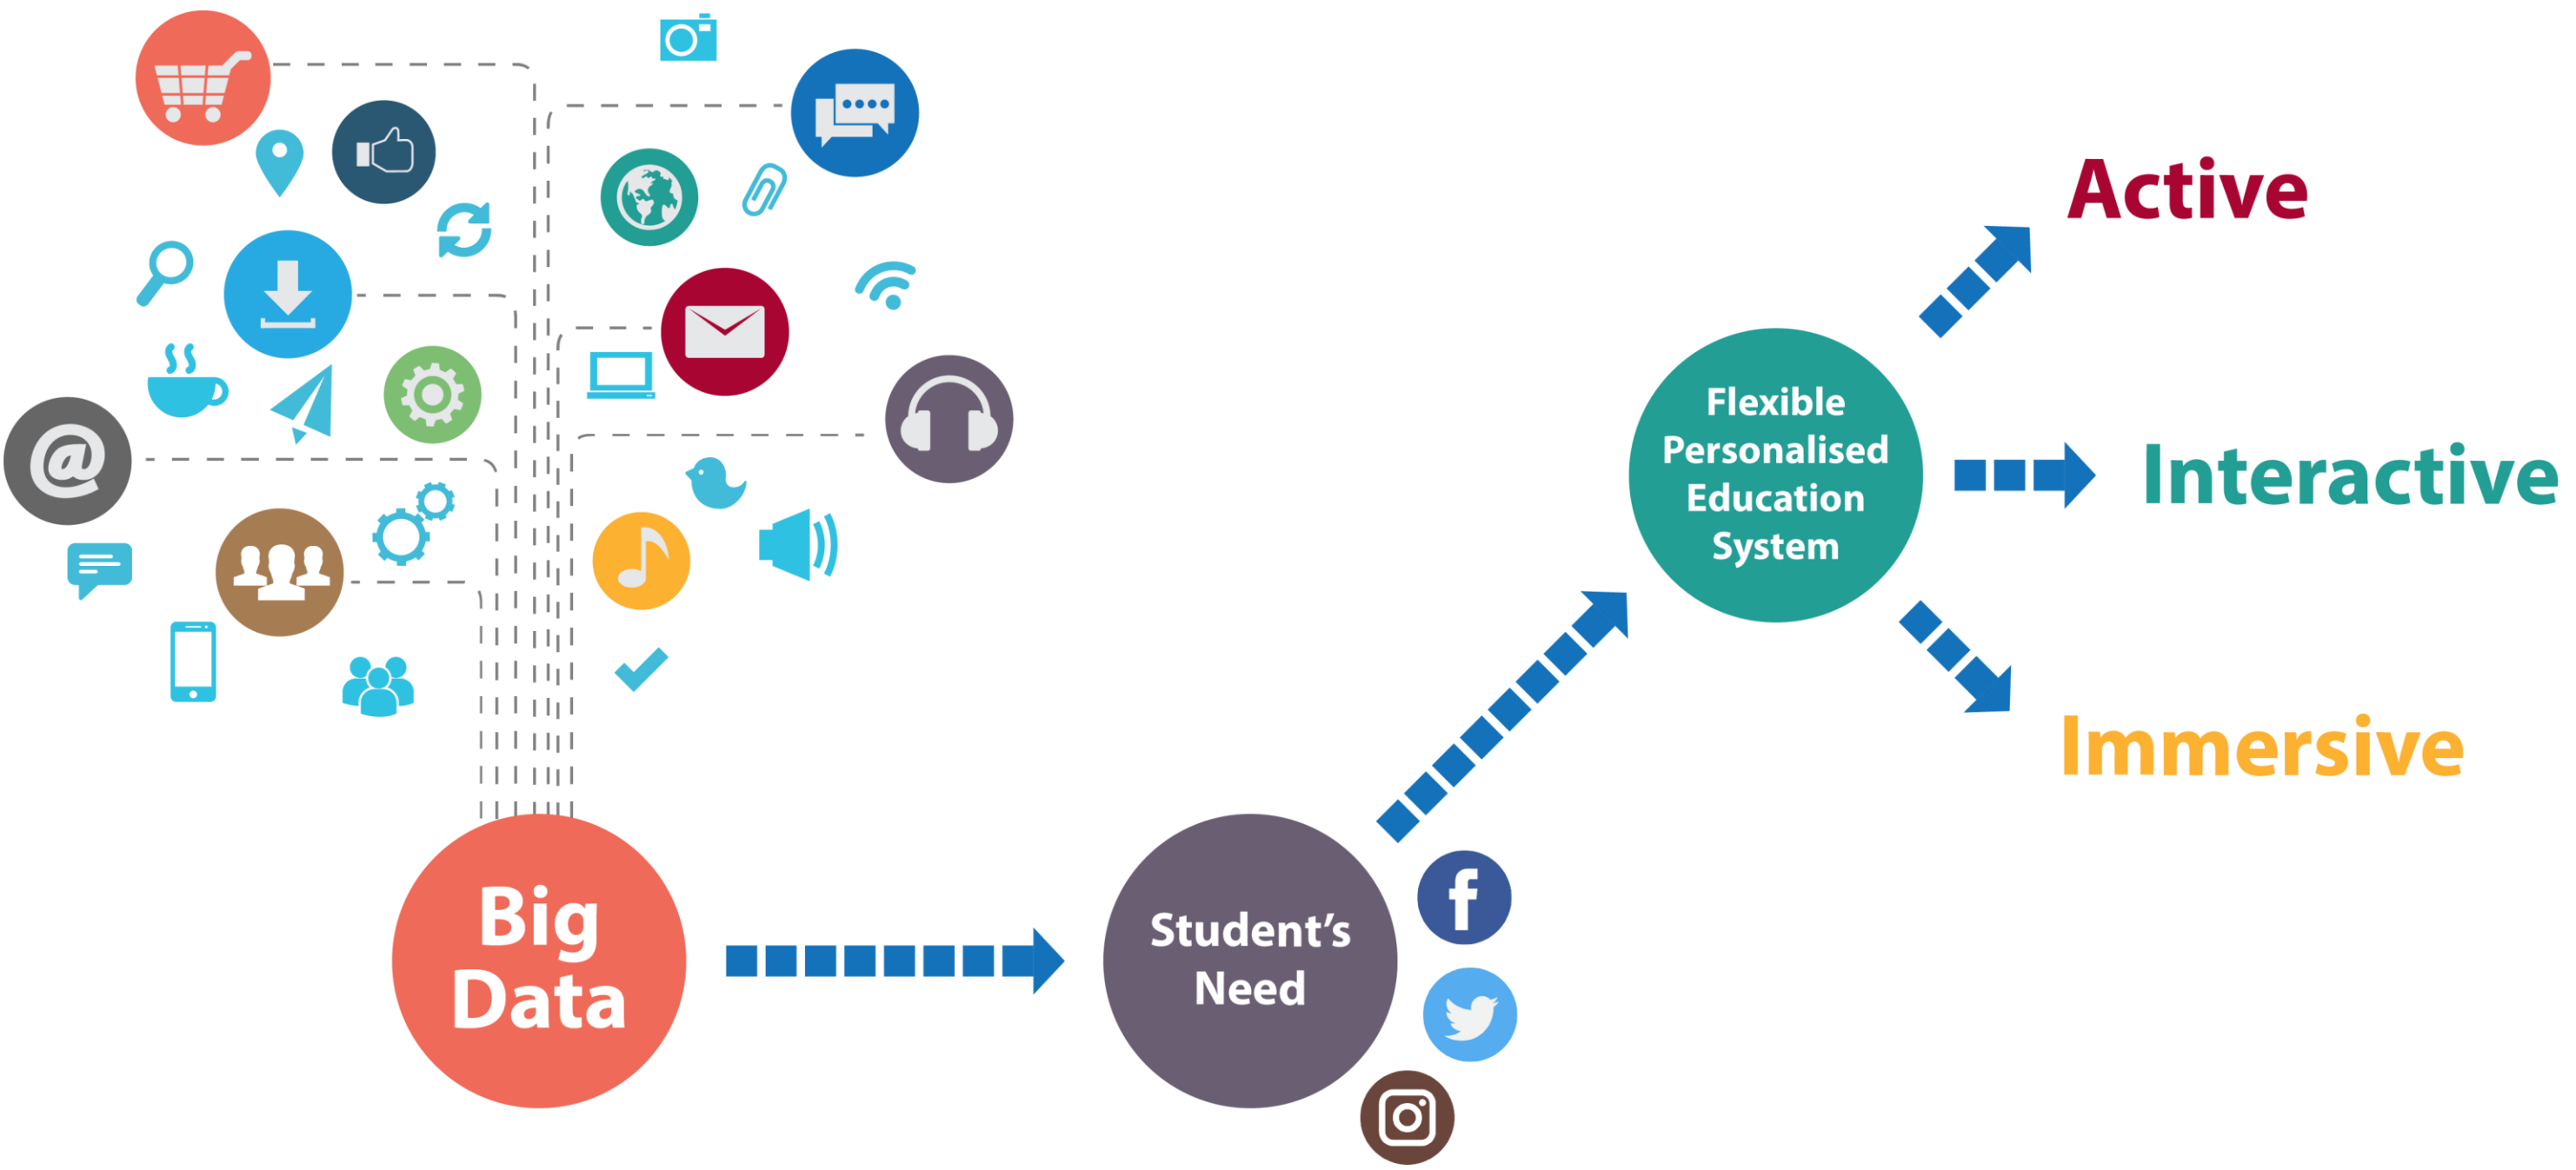 Big
Data
Student’s
Need
Flexible
Personalised
Education
System
Active
Interactive
Immersive